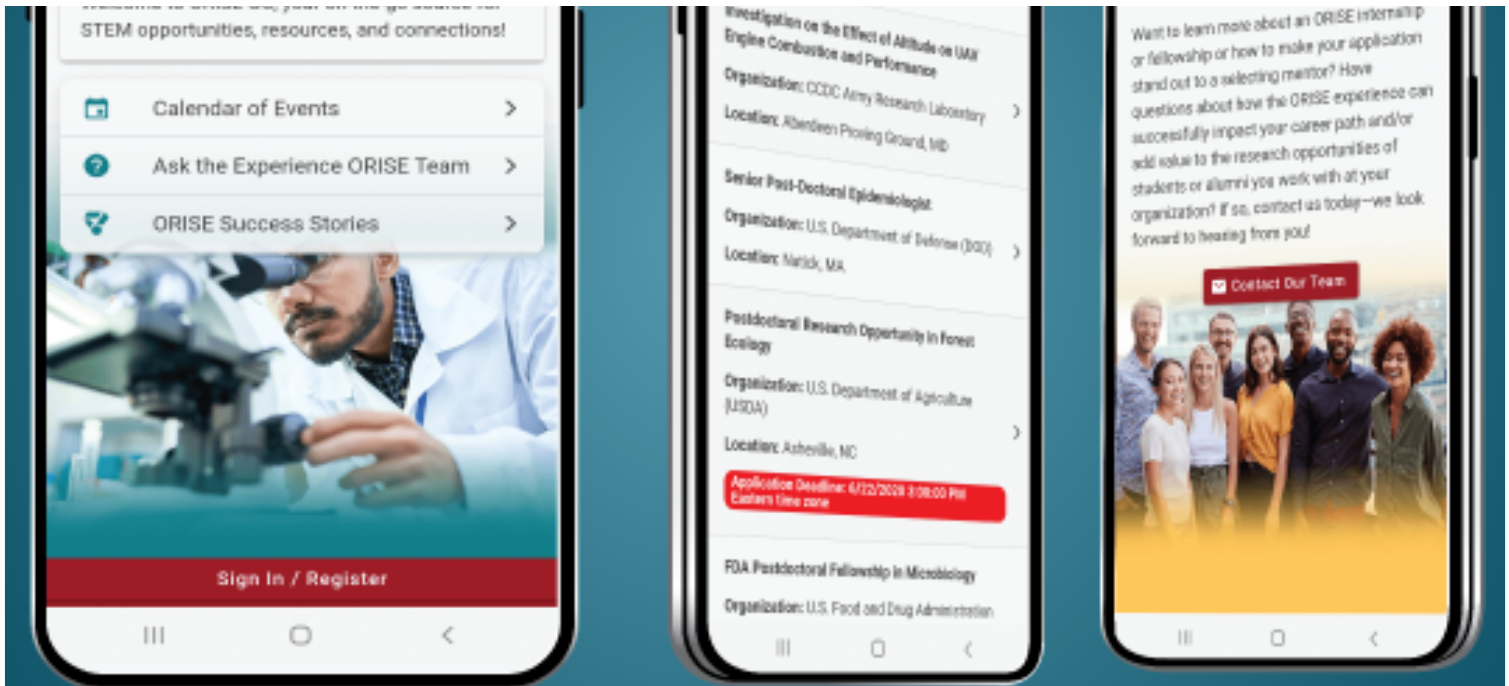 STEM opportunities, resources, and connections!
Calendar of Events
Ask the Experience ORISE Team
ORISE Success Stories
Sign In / Register
Investigation on the Effect of Altitude on UAV
Engine Combustion and Performance
Organization: CCDC Army Research Laboratory
Location: Aberdeen Proving Ground, MD
Senior Post-Doctoral Epidemiologist
Organization: U.S. Department of Defense (DOD)
Location: Natick, MA
Postdoctoral Research Opportunity in Forest
Ecology
Organization: U.S. Department of Agriculture
(USDA)
Location: Asheville, NC
Application Deadline: 6/22/2020 3:00:00 PM
Eastern time zone
FDA Postdoctoral Fellowship in Microbiology
Organization: U.S. Food and Drug Administration
Want to learn more about an ORISE internship
or fellowship or how to make your application
stand out to a selecting mentor? Have
questions about how the ORISE experience can
successfully impact your career path and/or
add value to the research opportunities of
students or alumni you work with at your
organization? If so, contact us today—we look
forward to hearing from you!
Contact Our Team